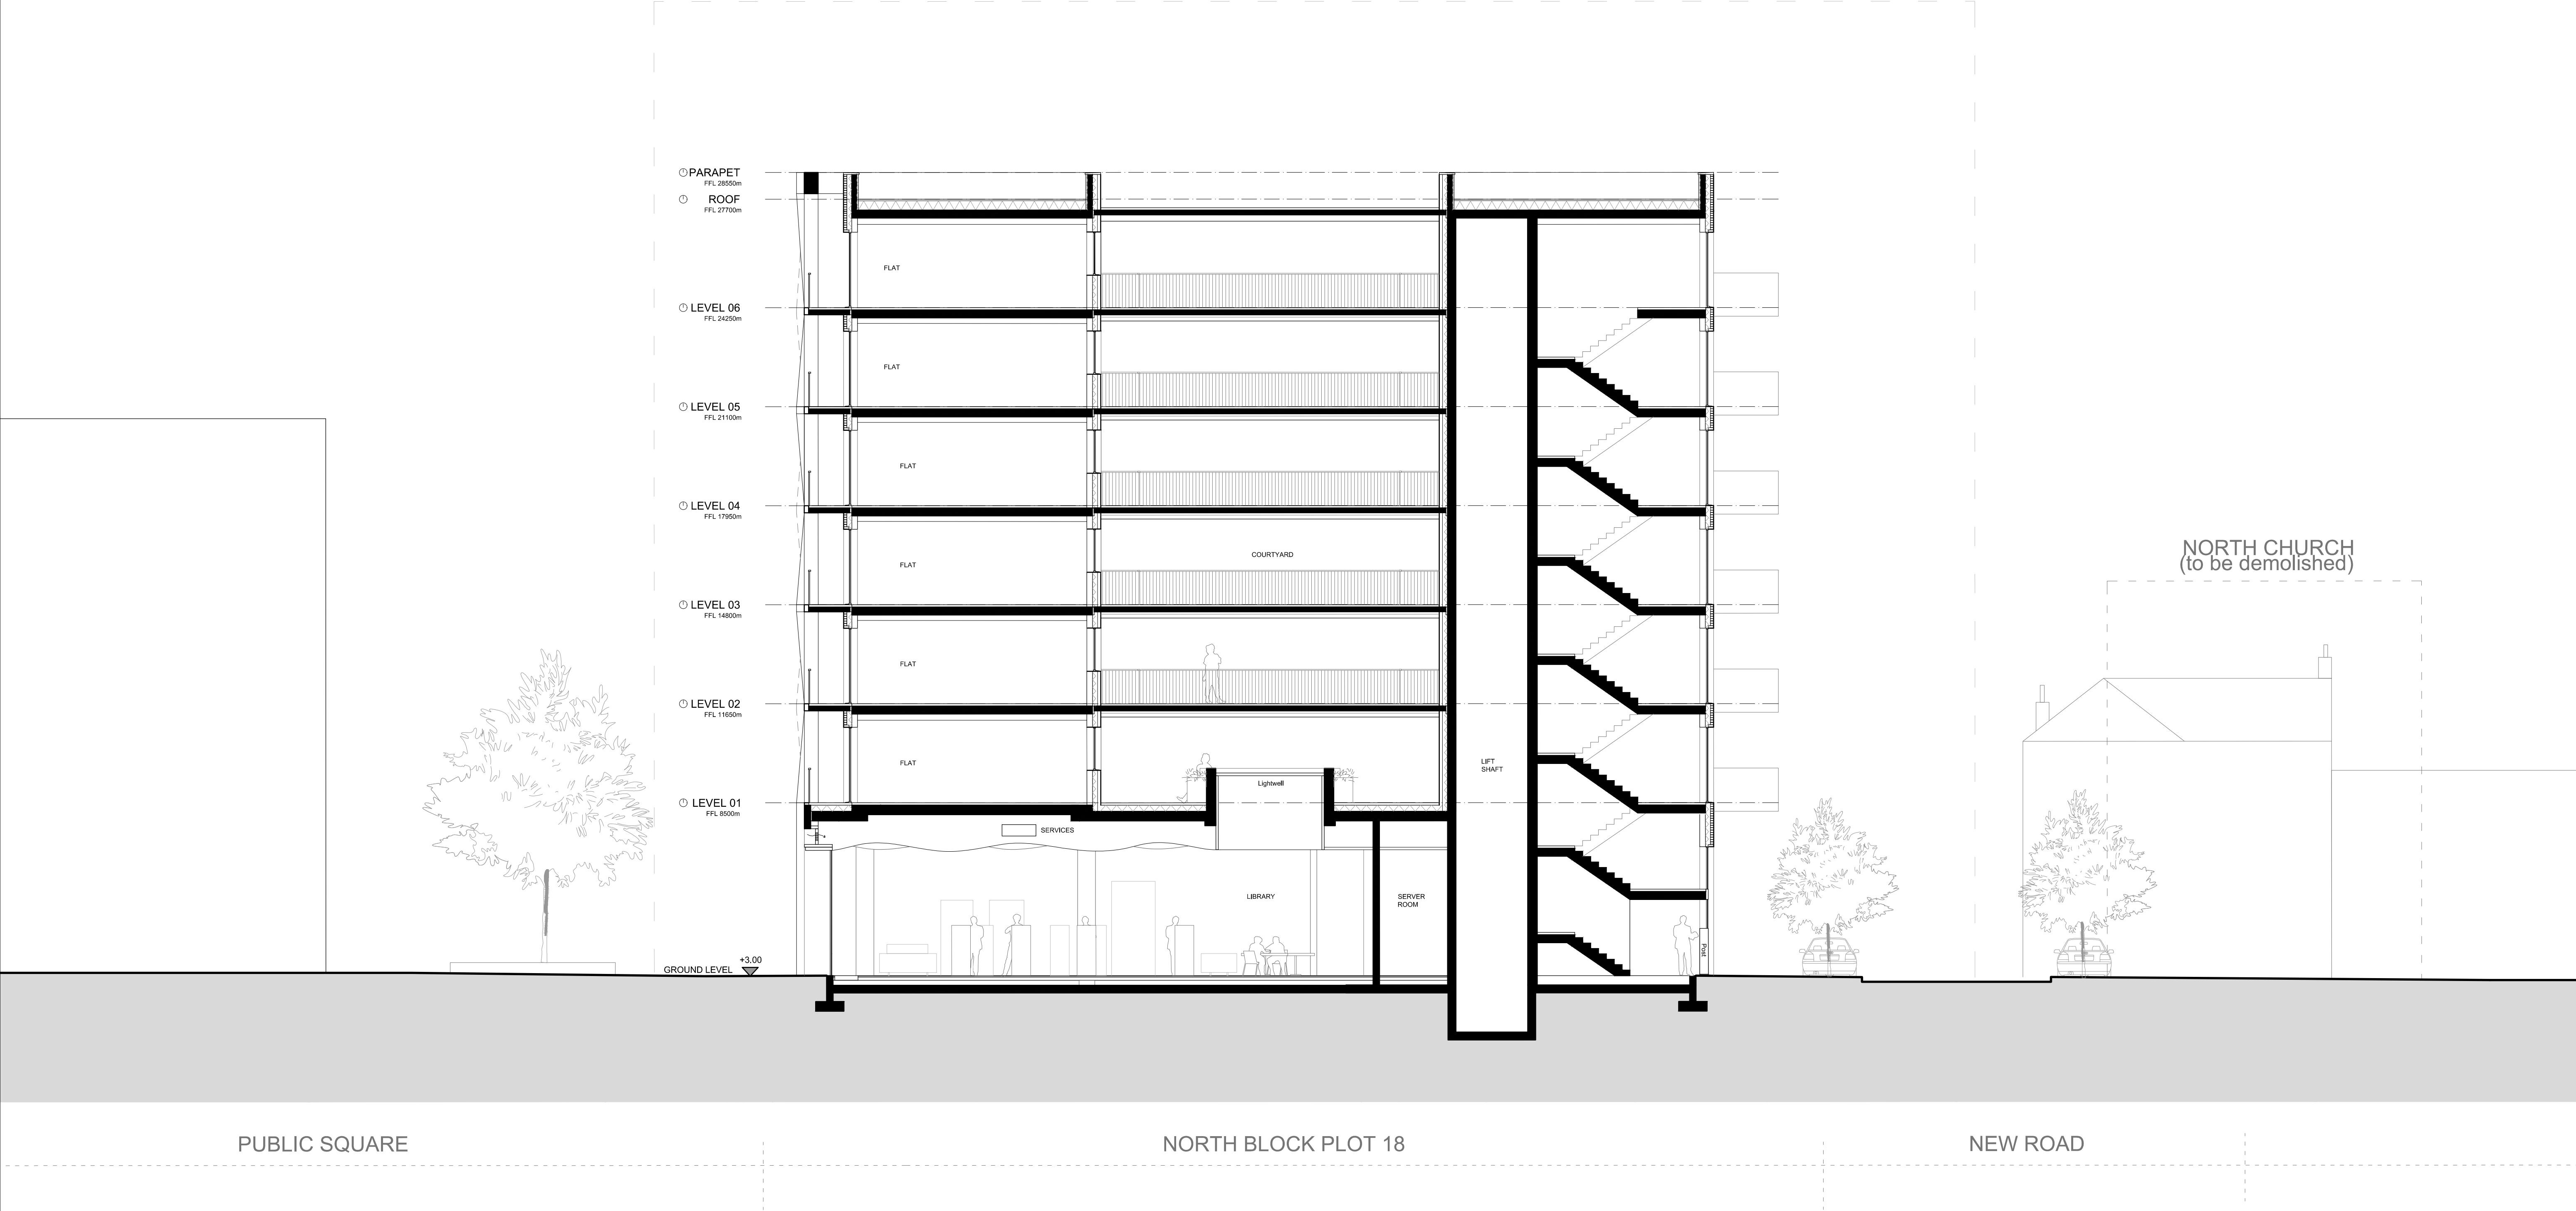 PARAPET
FFL 28550m
ROOF
FFL 27700m
FLAT
LEVEL 06
FFL 24250m
FLAT
LEVEL 05
FFL 21100m
FLAT
LEVEL 04
FFL 17950m
NORTH CHURCH
(to be demolished)
COURTYARD
FLAT
LEVEL 03
FFL 14800m
FLAT
LEVEL 02
FFL 11650m
FLAT
LIFT
SHAFT
Lightwell
LEVEL 01
FFL 8500m
SERVICES
LIBRARY
SERVER
ROOM
Post
+3.00
GROUND LEVEL
PUBLIC SQUARE
NORTH BLOCK PLOT 18
NEW ROAD